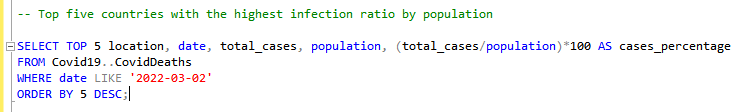 -- Top five countries with the highest infection ratio by population
SELECT TOP 5 location, date, total_cases, population, (total_cases/population)*100 AS cases_percentage
FROM Covid19..CovidDeaths
WHERE date LIKE '2022-03-02'
ORDER BY 5 DESC;